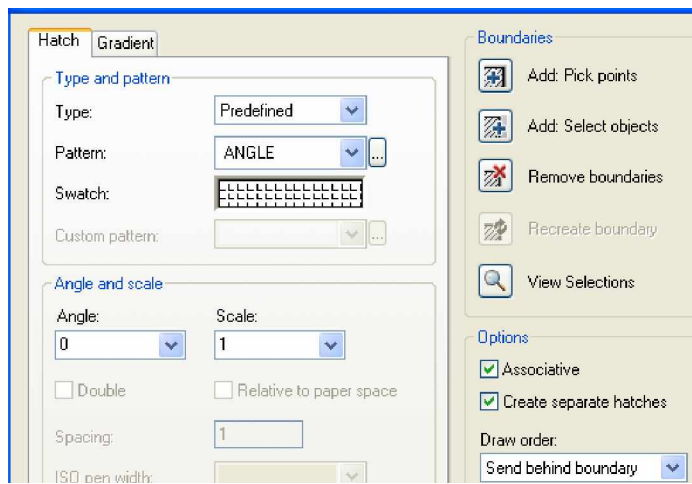 Hatch Gradient
Type and pattern
Type: Predefined
Pattern: ANGLE ...
Swatch:
Custom pattern: ...
Angle and scale
Angle: Scale:
0 1
Double Relative to paper space
Spacing: 1
ISO pen width:
Boundaries
Add: Pick points
Add: Select objects
Remove boundaries
Recreate boundary
View Selections
Options
Associative
Create separate hatches
Draw order:
Send behind boundary